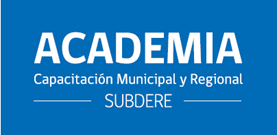 ACADEMIA
Capacitación Municipal y Regional
SUBDERE